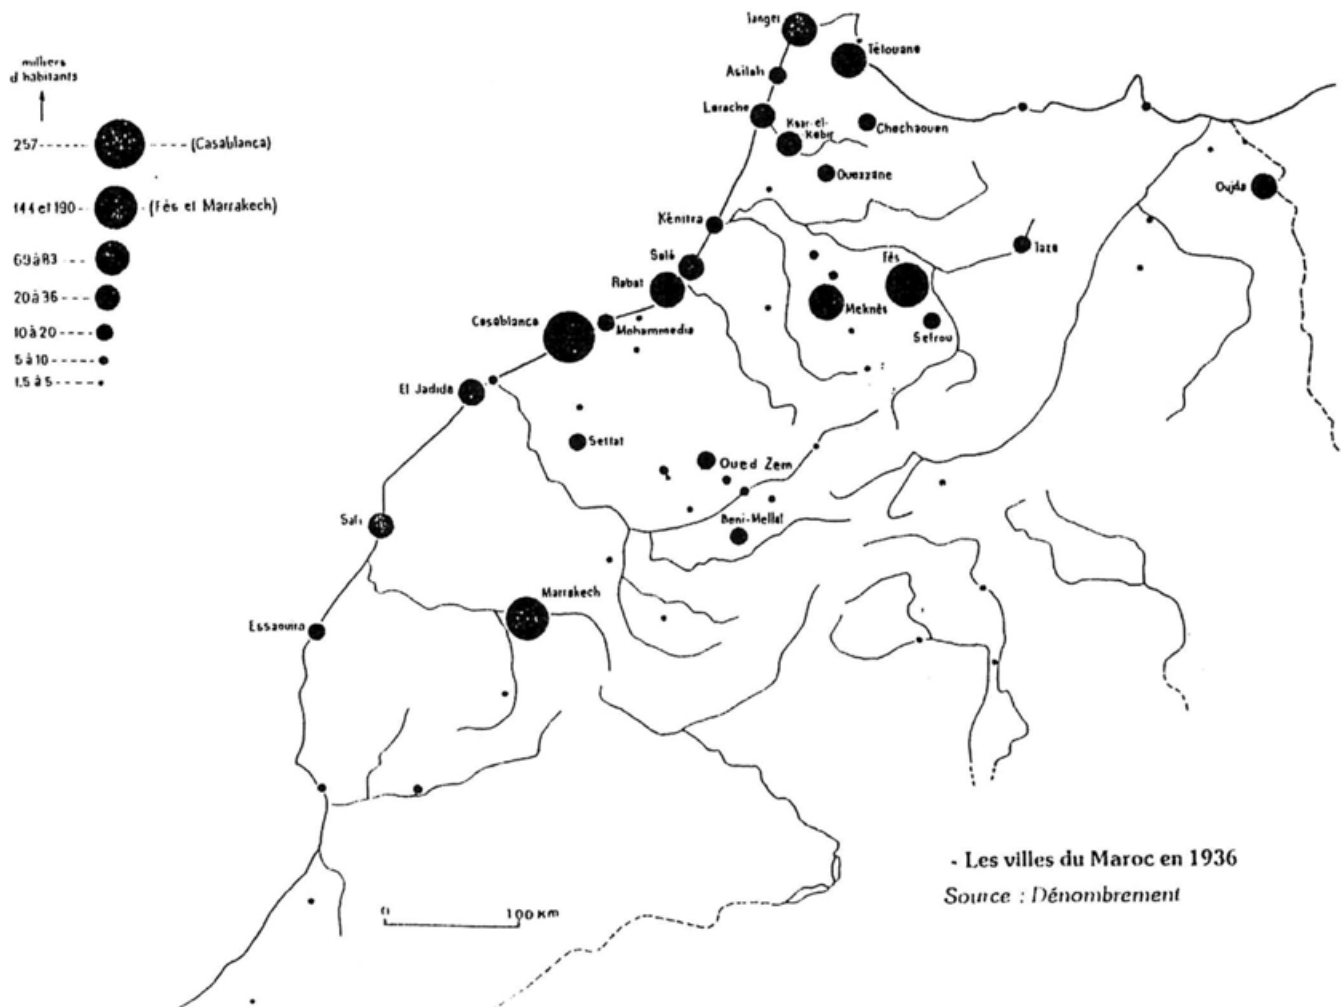 milliers
d'habitants
257 (Casablanca)
144 et 190 (Fès et Marrakech)
69 à 83
20 à 36
10 à 20
5 à 10
1,5 à 5
Tanger
Tétouane
Asilah
Larache
Ksar-el-
Kebir
Chechaouen
Ouezzane
Oujda
Kénitra
Taza
Salé
Fès
Rabat
Meknès
Casablanca
Mohammedia
Sefrou
El Jadida
Settat
Oued Zem
Safi
Beni-Mellal
Marrakech
Essaouira
- Les villes du Maroc en 1936
Source : Dénombrement
0 100 Km